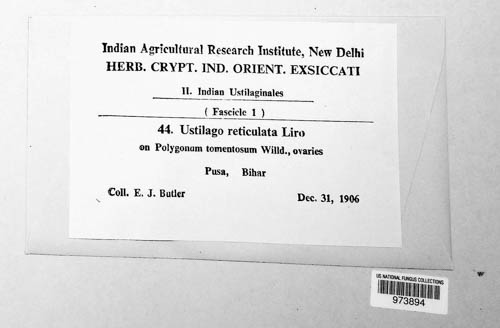 Indian Agricultural Research Institute, New Delhi
HERB. CRYPT. IND. ORIENT. EXSICCATI
II. Indian Ustilaginales
( Fascicle 1 )
44. Ustilago reticulata Liro
on Polygonum tomentosum Willd., ovaries
Pusa, Bihar
Coll. E. J. Butler Dec. 31, 1906
US NATIONAL FUNGUS COLLECTIONS
973894